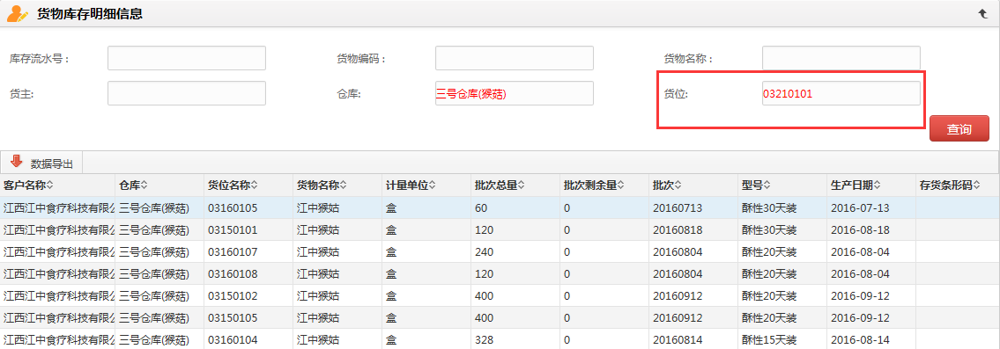 货物库存明细信息
库存流水号: 货物编码: 货物名称:
货主: 仓库: 三号仓库(猴菇) 货位: 03210101
查询
数据导出
客户名称 仓库 货位名称 货物名称 计量单位 批次总量 批次剩余量 批次 型号 生产日期 存货条形码
江西江中食疗科技有限公 三号仓库(猴菇) 03160105 江中猴姑 盒 60 0 20160713 酥性30天装 2016-07-13
江西江中食疗科技有限公 三号仓库(猴菇) 03150101 江中猴姑 盒 120 0 20160818 酥性30天装 2016-08-18
江西江中食疗科技有限公 三号仓库(猴菇) 03160107 江中猴姑 盒 240 0 20160804 酥性20天装 2016-08-04
江西江中食疗科技有限公 三号仓库(猴菇) 03160108 江中猴姑 盒 120 0 20160804 酥性20天装 2016-08-04
江西江中食疗科技有限公 三号仓库(猴菇) 03150102 江中猴姑 盒 400 0 20160912 酥性20天装 2016-09-12
江西江中食疗科技有限公 三号仓库(猴菇) 03150105 江中猴姑 盒 400 0 20160912 酥性20天装 2016-09-12
江西江中食疗科技有限公 三号仓库(猴菇) 03160104 江中猴姑 盒 328 0 20160814 酥性15天装 2016-08-14